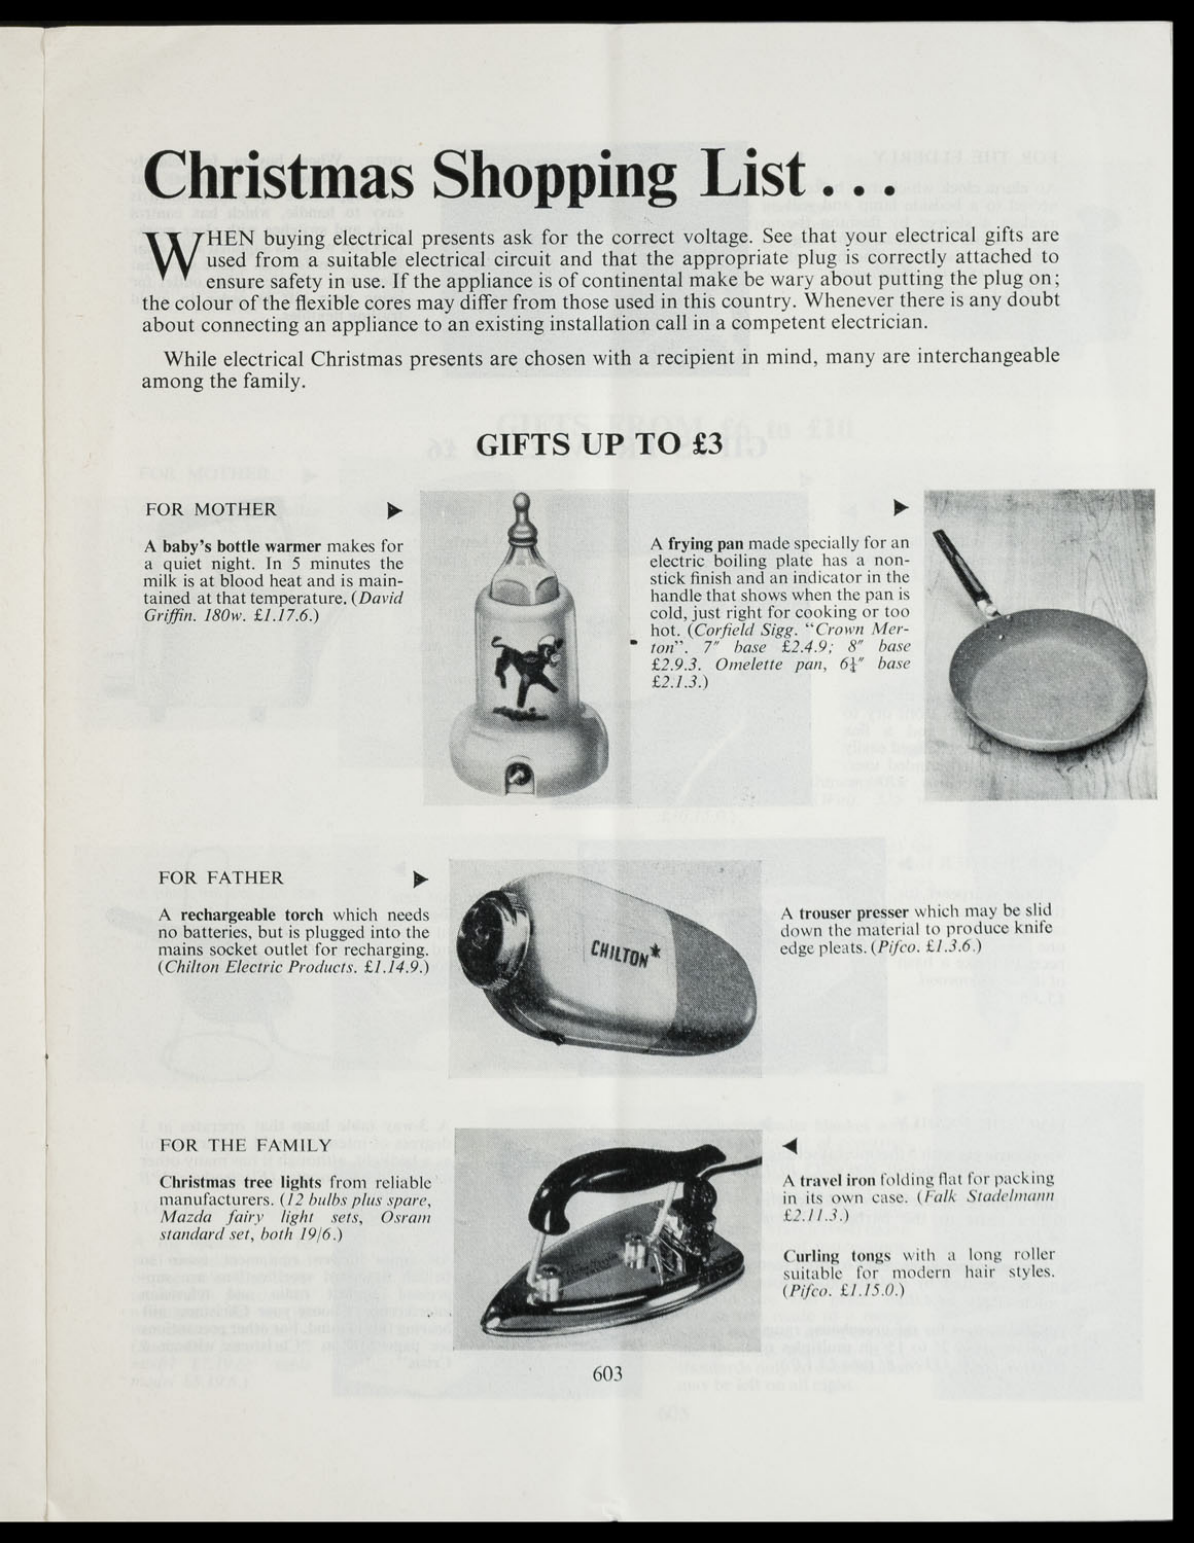 Christmas Shopping List . . .
WHEN buying electrical presents ask for the correct voltage. See that your electrical gifts are
used from a suitable electrical circuit and that the appropriate plug is correctly attached to
ensure safety in use. If the appliance is of continental make be wary about putting the plug on;
the colour of the flexible cores may differ from those used in this country. Whenever there is any doubt
about connecting an appliance to an existing installation call in a competent electrician.
While electrical Christmas presents are chosen with a recipient in mind, many are interchangeable
among the family.
GIFTS UP TO £3
FOR MOTHER ▶
A baby's bottle warmer makes for
a quiet night. In 5 minutes the
milk is at blood heat and is main-
tained at that temperature. (David
Griffin. 180w. £1.17.6.)
▶
A frying pan made specially for an
electric boiling plate has a non-
stick finish and an indicator in the
handle that shows when the pan is
cold, just right for cooking or too
hot. (Corfield Sigg. "Crown Mer-
ton". 7" base £2.4.9; 8" base
£2.9.3. Omelette pan, 6¼" base
£2.1.3.)
FOR FATHER ▶
A rechargeable torch which needs
no batteries, but is plugged into the
mains socket outlet for recharging.
(Chilton Electric Products. £1.14.9.)
CHILTON*
A trouser presser which may be slid
down the material to produce knife
edge pleats. (Pifco. £1.3.6.)
FOR THE FAMILY
Christmas tree lights from reliable
manufacturers. (12 bulbs plus spare,
Mazda fairy light sets, Osram
standard set, both 19/6.)
◀
A travel iron folding flat for packing
in its own case. (Falk Stadelmann
£2.11.3.)
Curling tongs with a long roller
suitable for modern hair styles.
(Pifco. £1.15.0.)
603